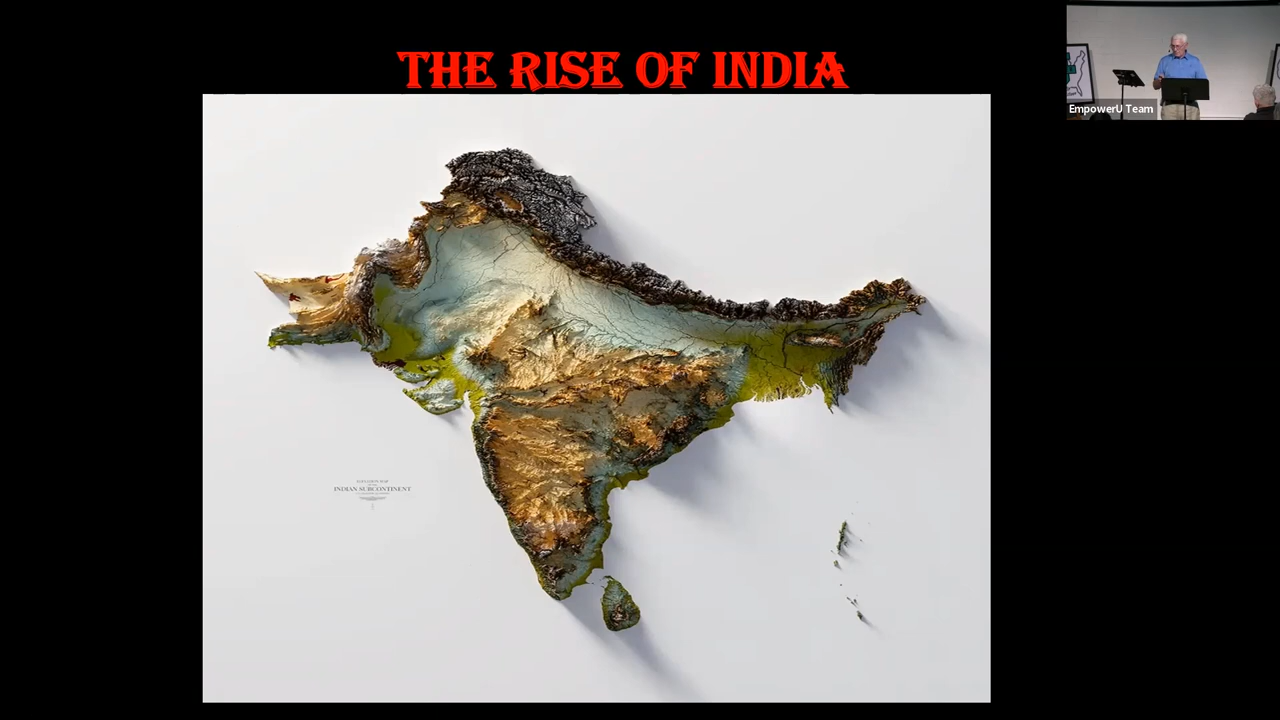 THE RISE OF INDIA
EmpowerU Team
INDIAN SUBCONTINENT